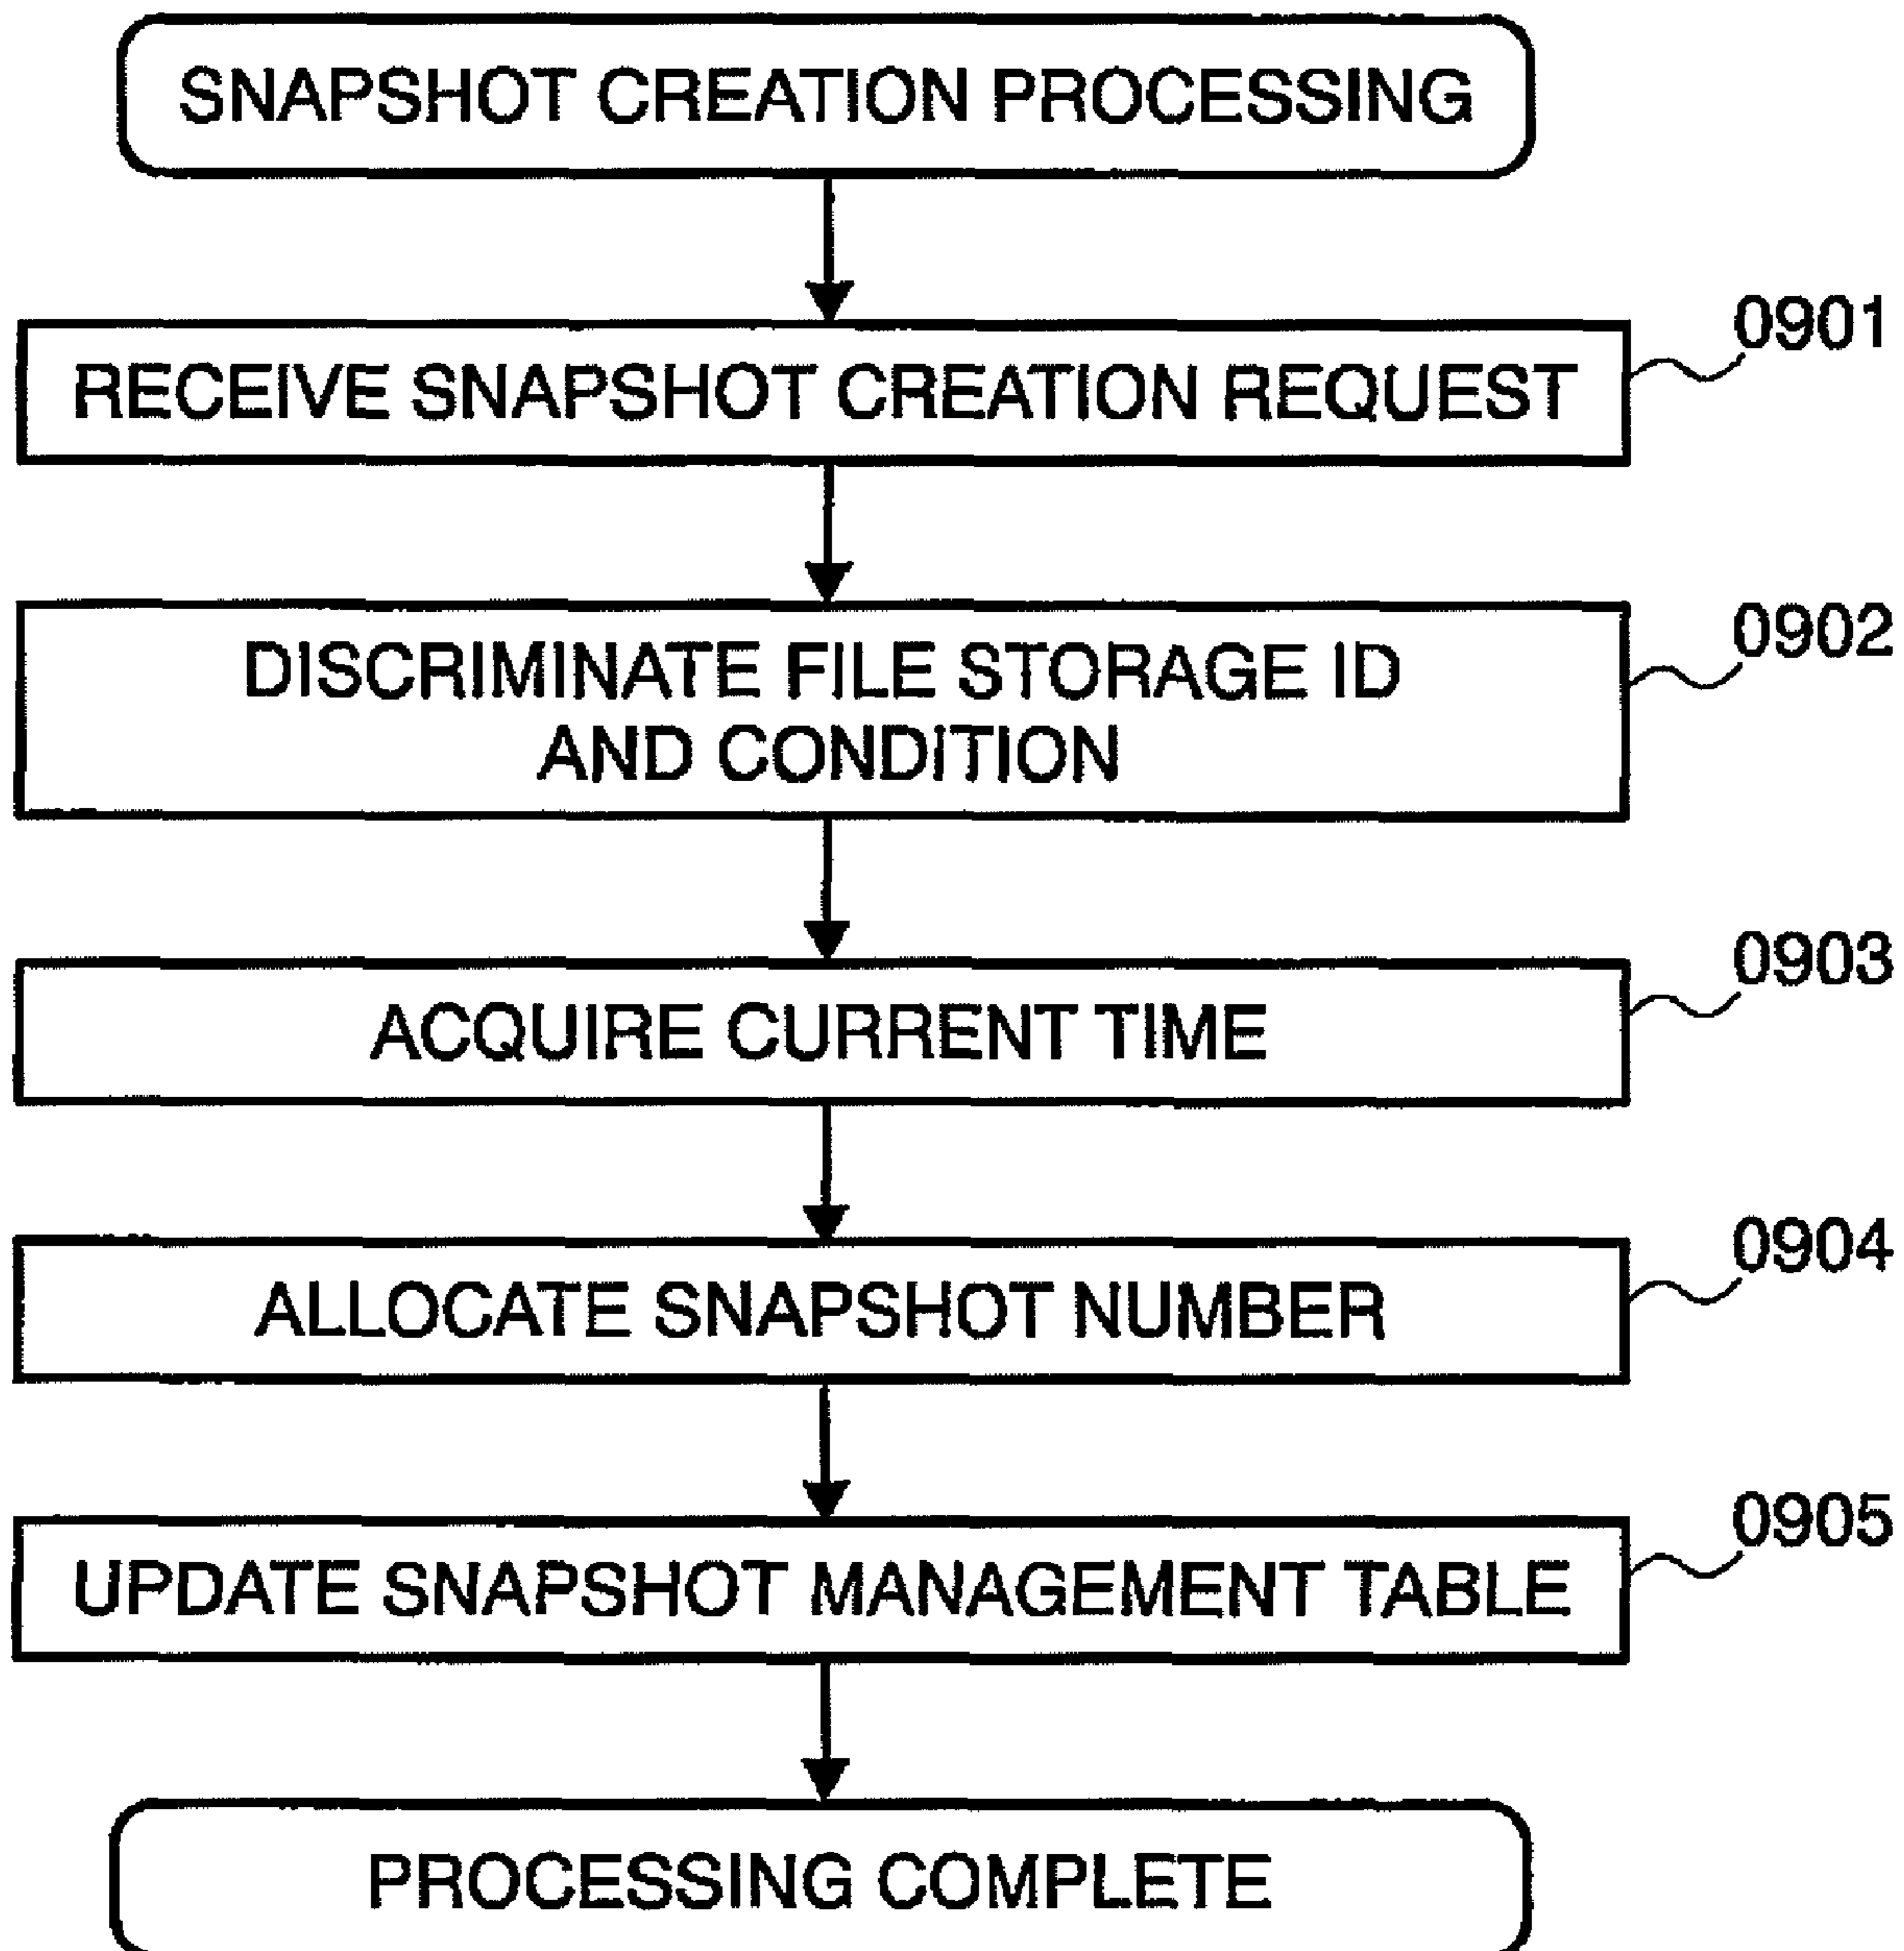 SNAPSHOT CREATION PROCESSING
0901
RECEIVE SNAPSHOT CREATION REQUEST
0902
DISCRIMINATE FILE STORAGE ID
AND CONDITION
0903
ACQUIRE CURRENT TIME
0904
ALLOCATE SNAPSHOT NUMBER
0905
UPDATE SNAPSHOT MANAGEMENT TABLE
PROCESSING COMPLETE